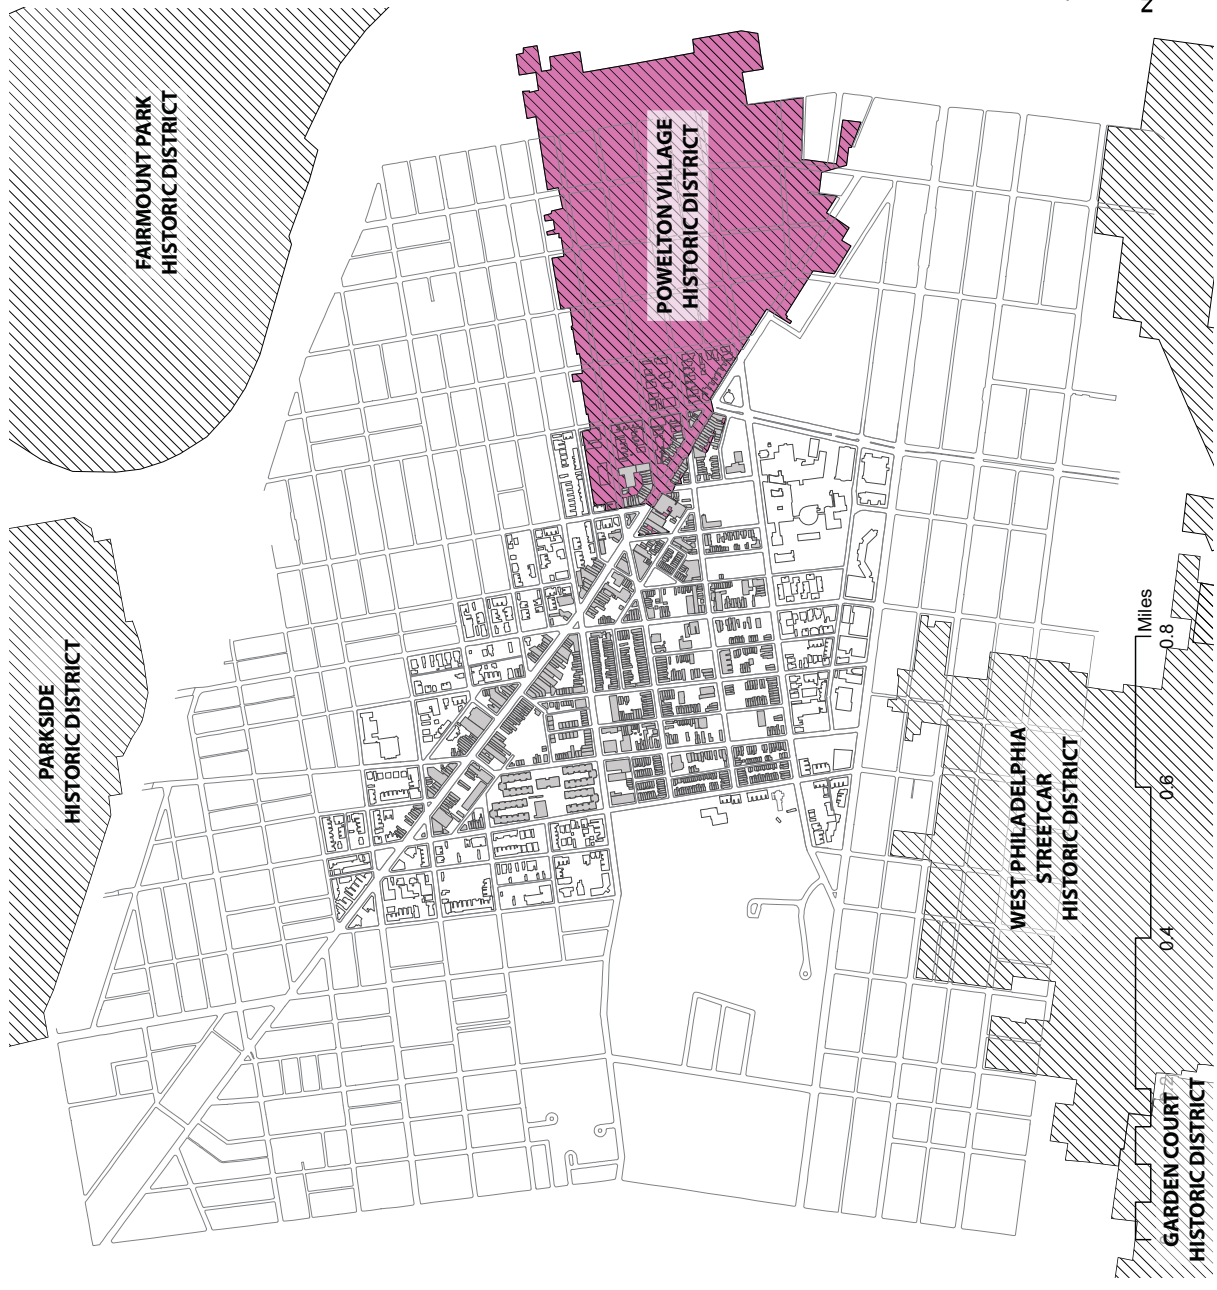 FAIRMOUNT PARK
HISTORIC DISTRICT
POWELTON VILLAGE
HISTORIC DISTRICT
PARKSIDE
HISTORIC DISTRICT
WEST PHILADELPHIA
STREETCAR
HISTORIC DISTRICT
GARDEN COURT
HISTORIC DISTRICT
0.2
0.4
0.6
0.8
Miles
N